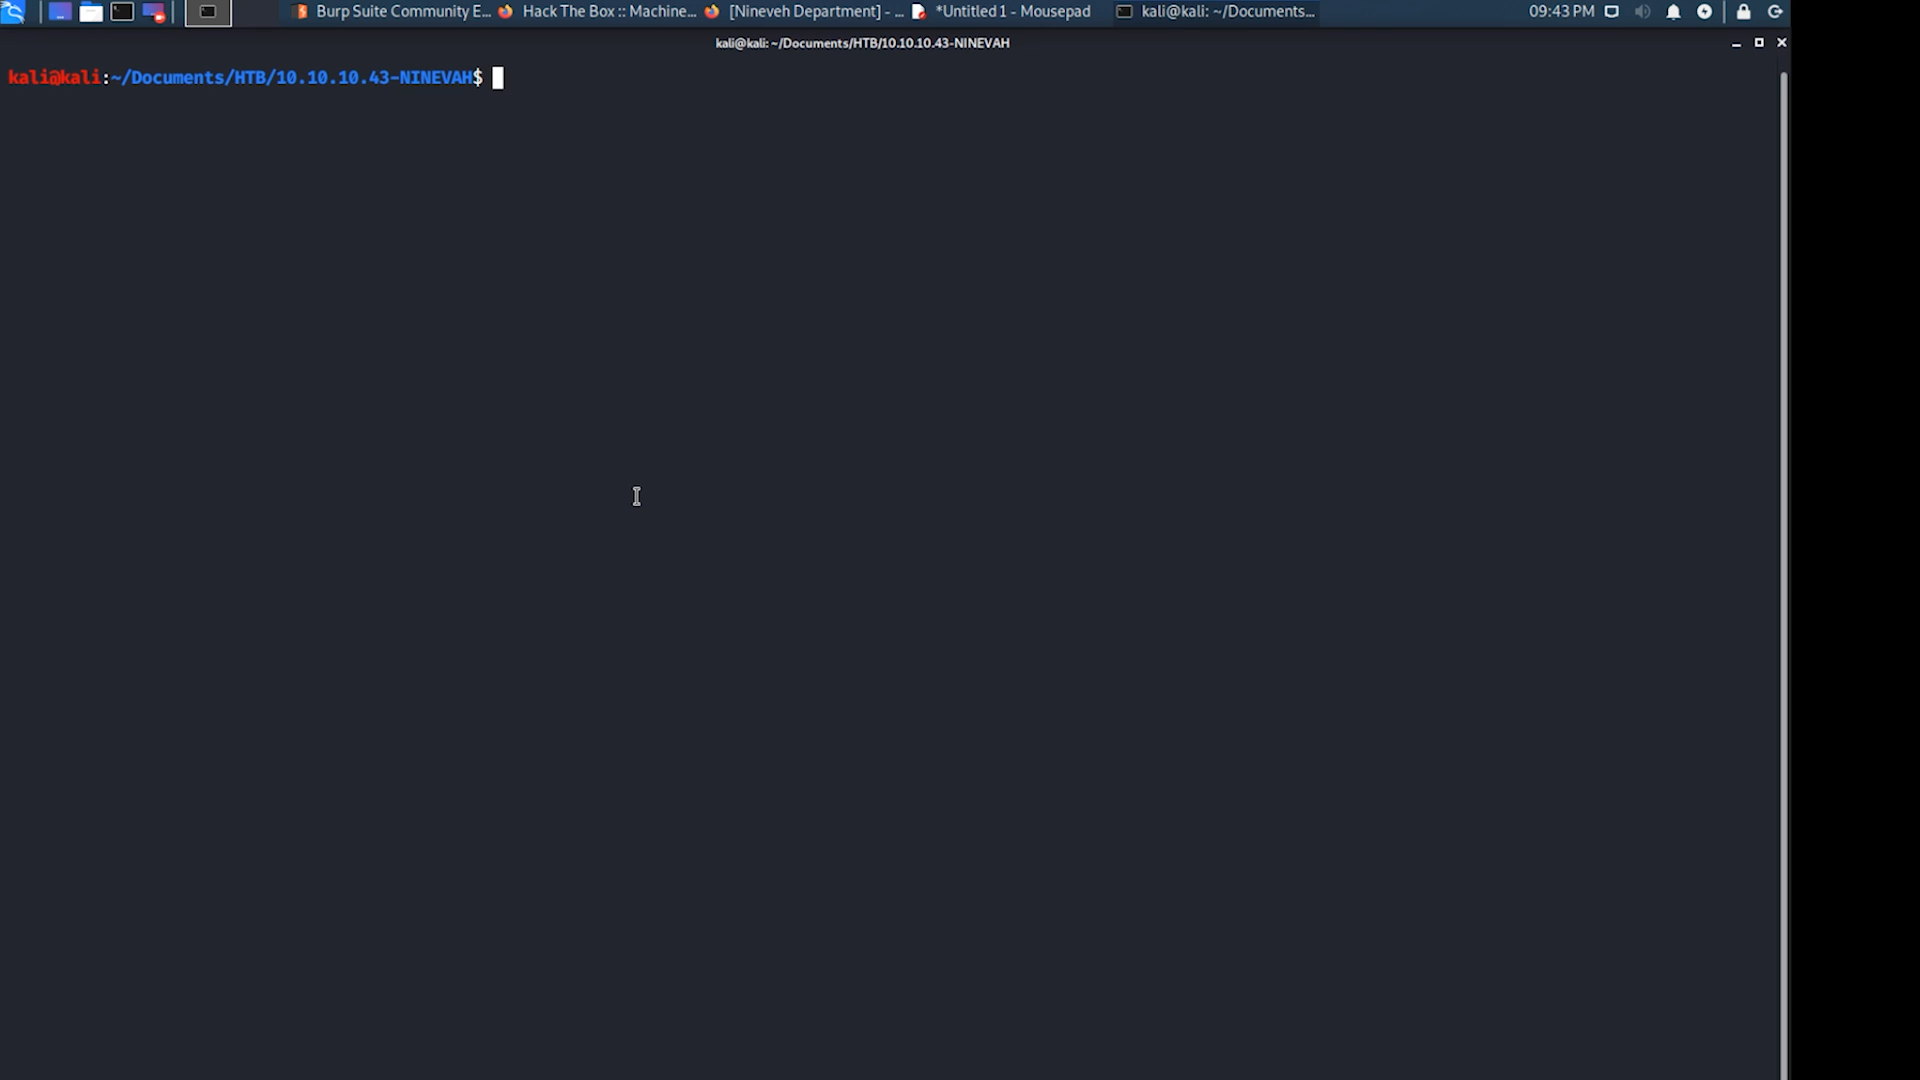 Burp Suite Community E... Hack The Box :: Machine... [Nineveh Department] - ... *Untitled 1 - Mousepad kali@kali: ~/Documents... 09:43 PM
kali@kali: ~/Documents/HTB/10.10.10.43-NINEVAH
kali@kali:~/Documents/HTB/10.10.10.43-NINEVAH$